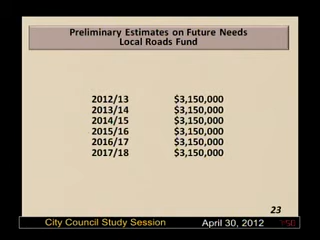 Preliminary Estimates on Future Needs
Local Roads Fund
2012/13 $3,150,000
2013/14 $3,150,000
2014/15 $3,150,000
2015/16 $3,150,000
2016/17 $3,150,000
2017/18 $3,150,000
23
City Council Study Session April 30, 2012